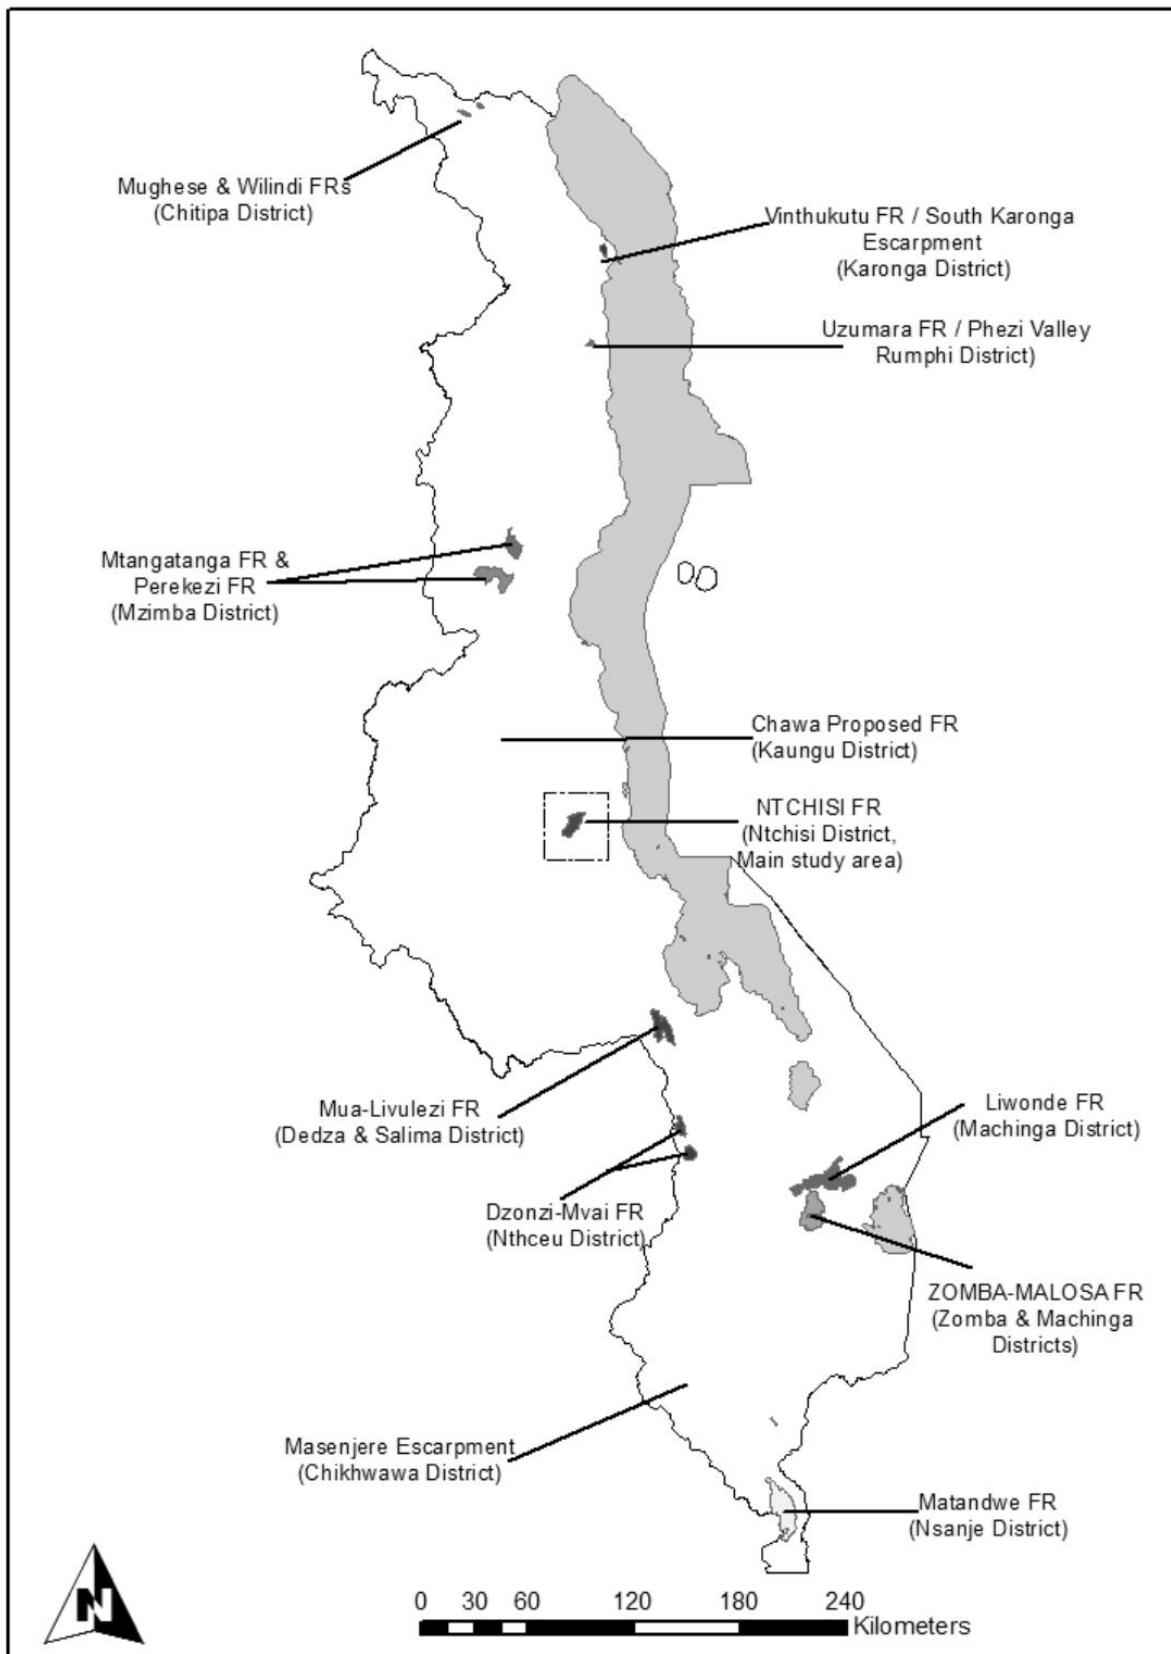 Mughese & Wilindi FRs
(Chitipa District)
Vinthukutu FR / South Karonga
Escarpment
(Karonga District)
Uzumara FR / Phezi Valley
Rumphi District)
Mtangatanga FR &
Perekezi FR
(Mzimba District)
Chawa Proposed FR
(Kaungu District)
NTCHISI FR
(Ntchisi District,
Main study area)
Mua-Livulezi FR
(Dedza & Salima District)
Liwonde FR
(Machinga District)
Dzonzi-Mvai FR
(Nthceu District)
ZOMBA-MALOSA FR
(Zomba & Machinga
Districts)
Masenjere Escarpment
(Chikhwawa District)
Matandwe FR
(Nsanje District)
N
0 30 60 120 180 240
Kilometers